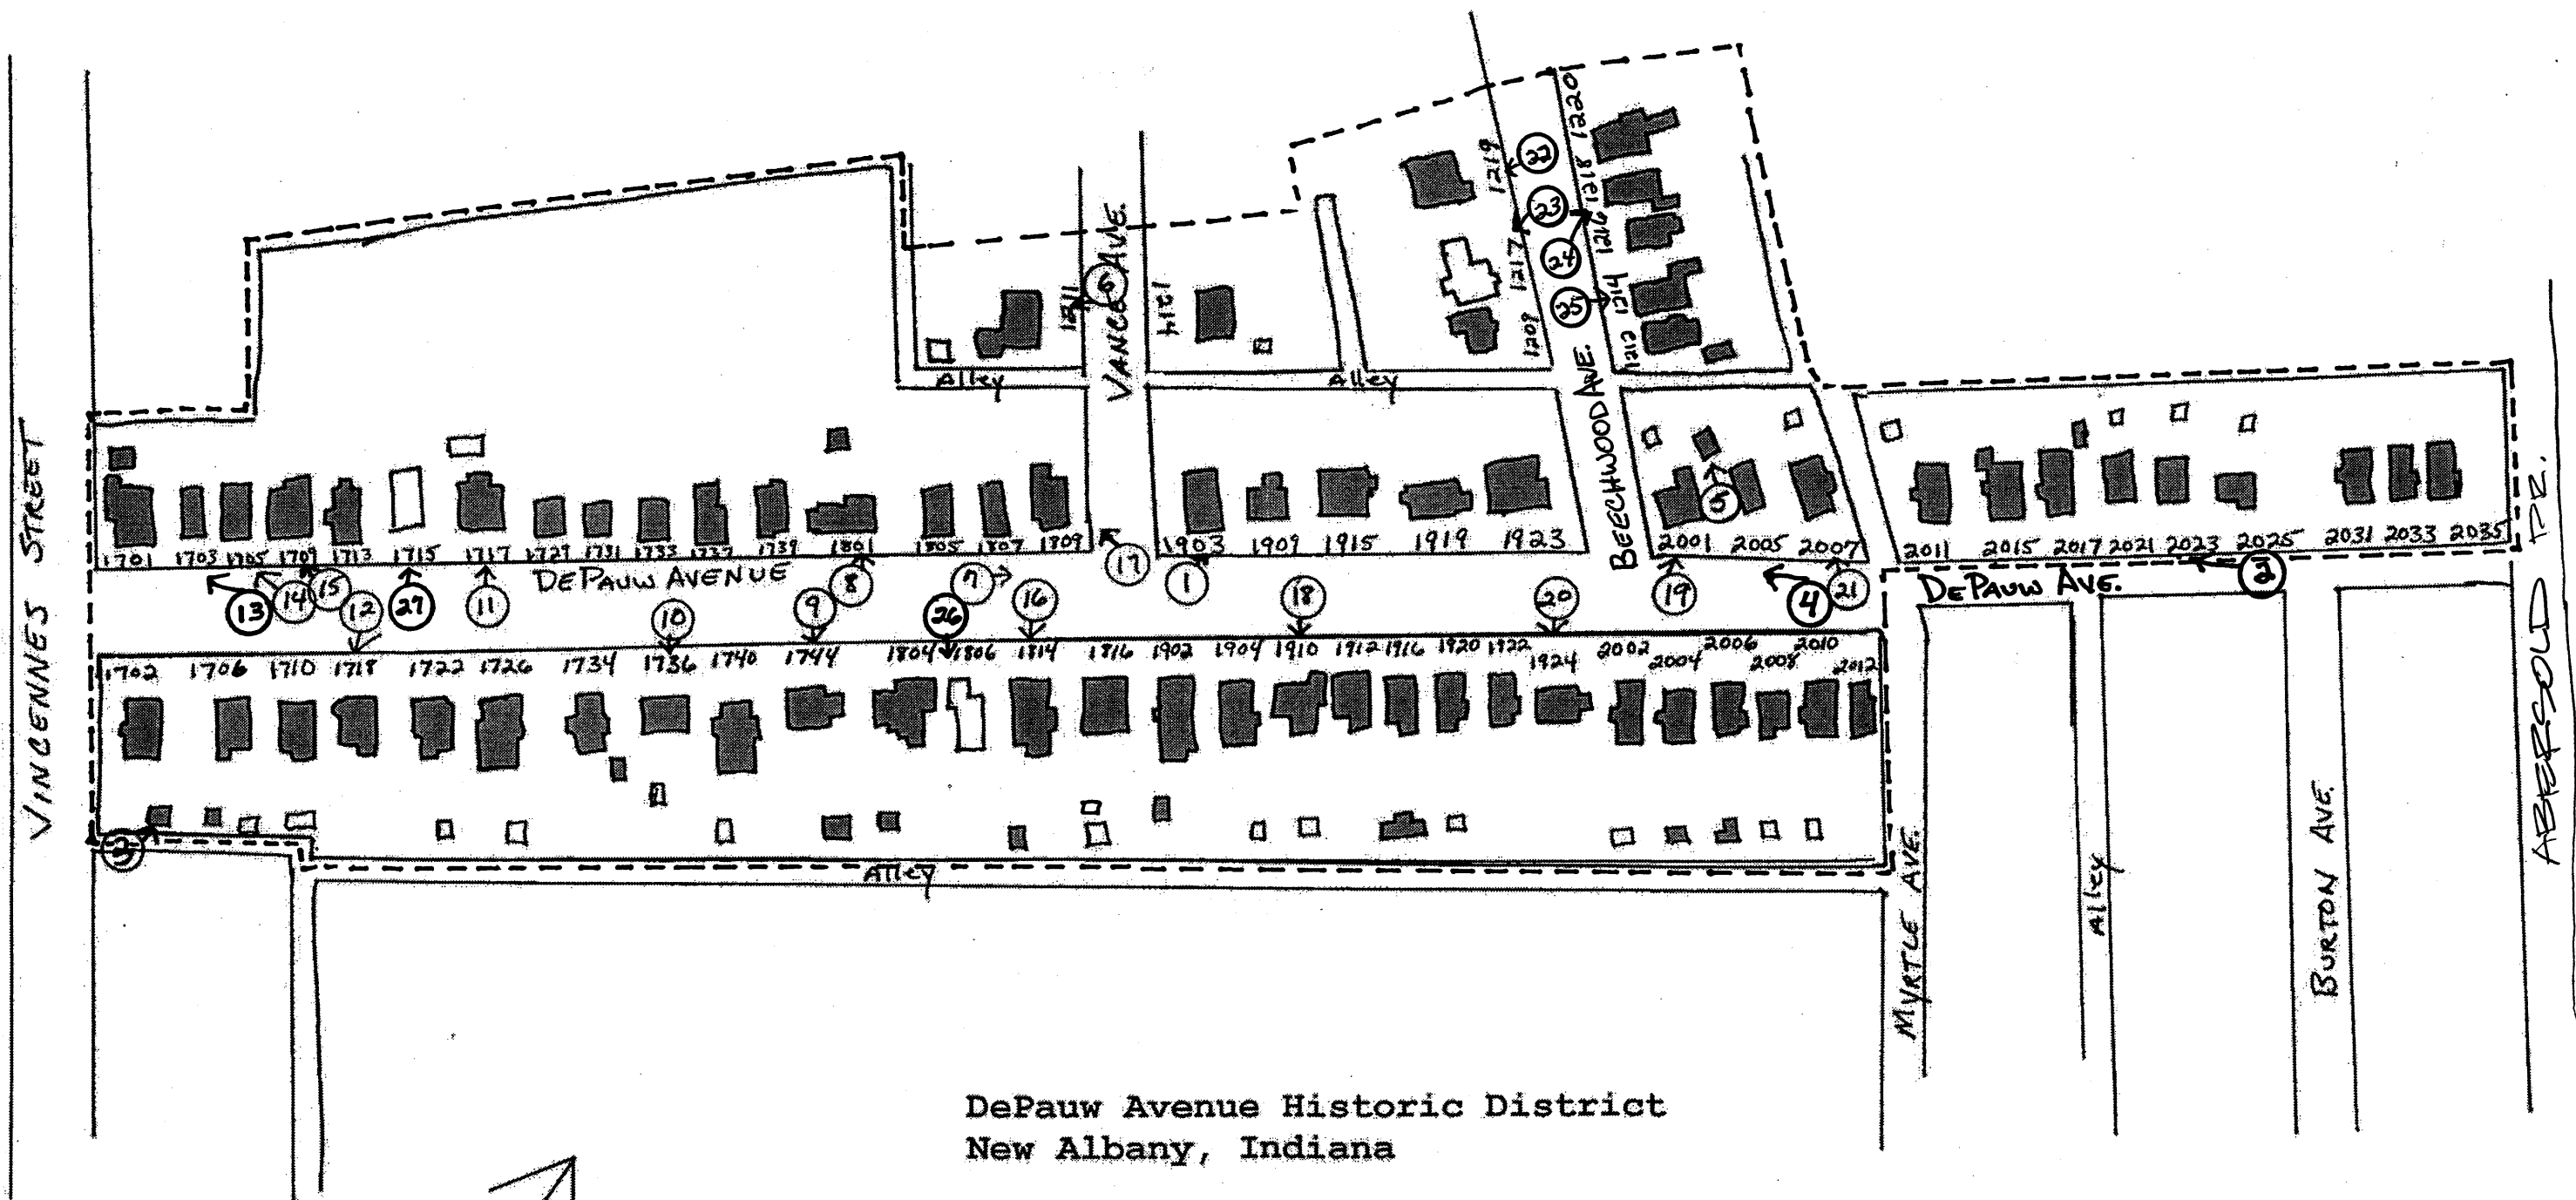 1220
1219
22
1218
23
1216
VANCE AVE.
1217
24
6
1211
1214
25
1214
1209
1212
Alley
Alley
BEECHWOOD AVE.
VINCENNES STREET
5
1701 1703 1705 1709 1713 1715 1717 1729 1731 1733 1737 1739 1801 1805 1807 1809
1903 1909 1915 1919 1923
2001 2005 2007
2011 2015 2017 2021 2023 2025 2031 2033 2035
17
DEPAUW AVENUE
DEPAUW AVE.
13 14 15 12 11 10 9 8 26 7 16 1 18 20 19 4 21 2
1702 1706 1710 1718 1722 1726 1734 1736 1740 1744 1804 1806 1814 1816 1902 1904 1910 1912 1916 1920 1922 1924 2002 2004 2006 2008 2010 2012
3
Alley
MYRTLE AVE.
Alley
BURTON AVE.
DePauw Avenue Historic District
New Albany, Indiana